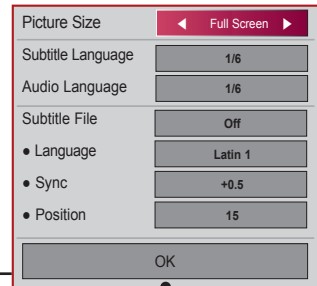 Picture Size ◀ Full Screen ▶
Subtitle Language 1/6
Audio Language 1/6
Subtitle File Off
● Language Latin 1
● Sync +0.5
● Position 15
OK